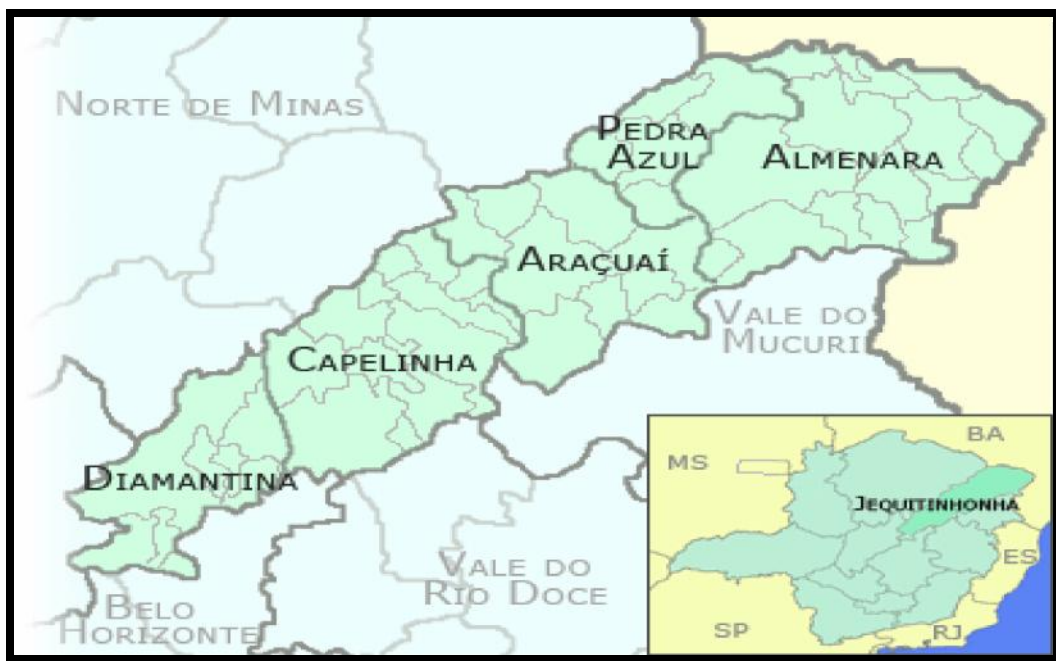 NORTE DE MINAS
PEDRA
AZUL
ALMENARA
ARAÇUAÍ
VALE DO
MUCURI
CAPELINHA
DIAMANTINA
VALE DO
RIO DOCE
BELO
HORIZONTE
BA
MS
JEQUITINHONHA
ES
SP
RJ